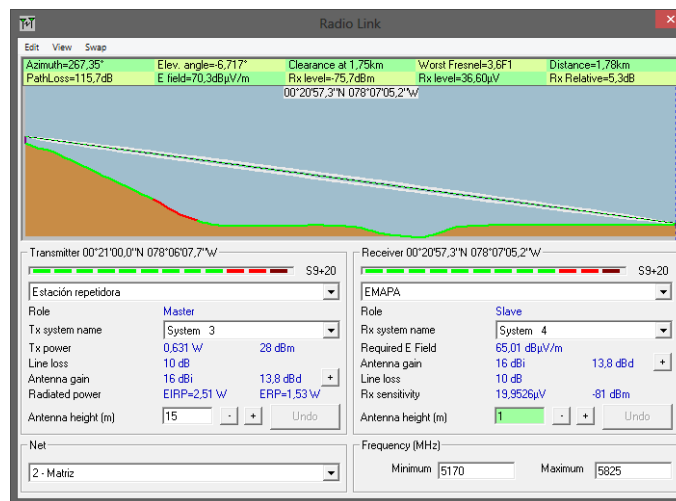 Radio Link
Edit View Swap
Azimuth=267,35° Elev. angle=-6,717° Clearance at 1,75km Worst Fresnel=3,6F1 Distance=1,78km
PathLoss=115,7dB E field=70,3dBµV/m Rx level=-75,7dBm Rx level=36,60µV Rx Relative=5,3dB
00°20'57,3''N 078°07'05,2''W
Transmitter 00°21'00,0''N 078°06'07,7''W
S9+20
Estación repetidora
Role Master
Tx system name System 3
Tx power 0,631 W 28 dBm
Line loss 10 dB
Antenna gain 16 dBi 13,8 dBd +
Radiated power EIRP=2,51 W ERP=1,53 W
Antenna height (m) 15 - + Undo
Receiver 00°20'57,3''N 078°07'05,2''W
S9+20
EMAPA
Role Slave
Rx system name System 4
Required E Field 65,01 dBµV/m
Antenna gain 16 dBi 13,8 dBd +
Line loss 10 dB
Rx sensitivity 19,9526µV -81 dBm
Antenna height (m) 1 - + Undo
Net
2 - Matriz
Frequency (MHz)
Minimum 5170 Maximum 5825